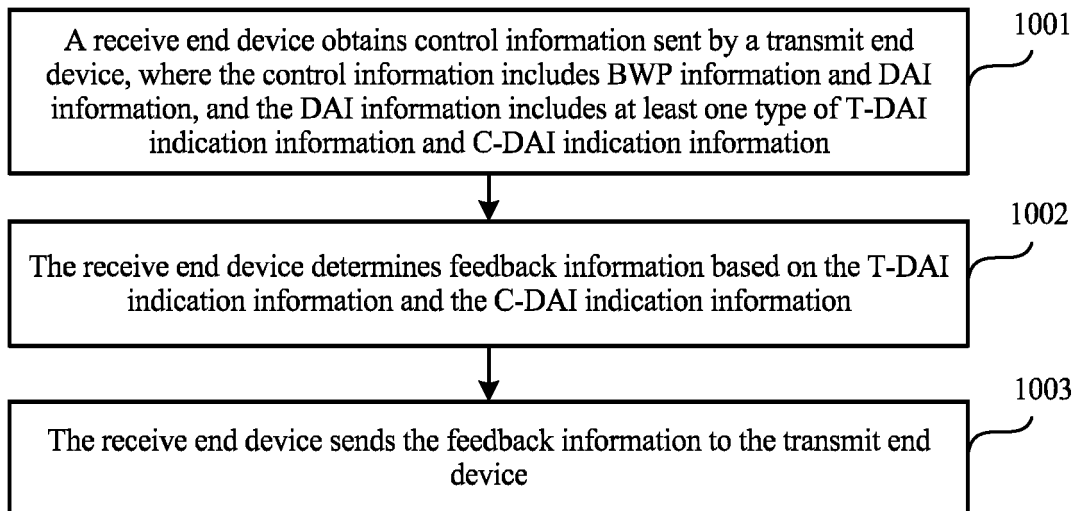 1001
A receive end device obtains control information sent by a transmit end
device, where the control information includes BWP information and DAI
information, and the DAI information includes at least one type of T-DAI
indication information and C-DAI indication information
1002
The receive end device determines feedback information based on the T-DAI
indication information and the C-DAI indication information
1003
The receive end device sends the feedback information to the transmit end
device